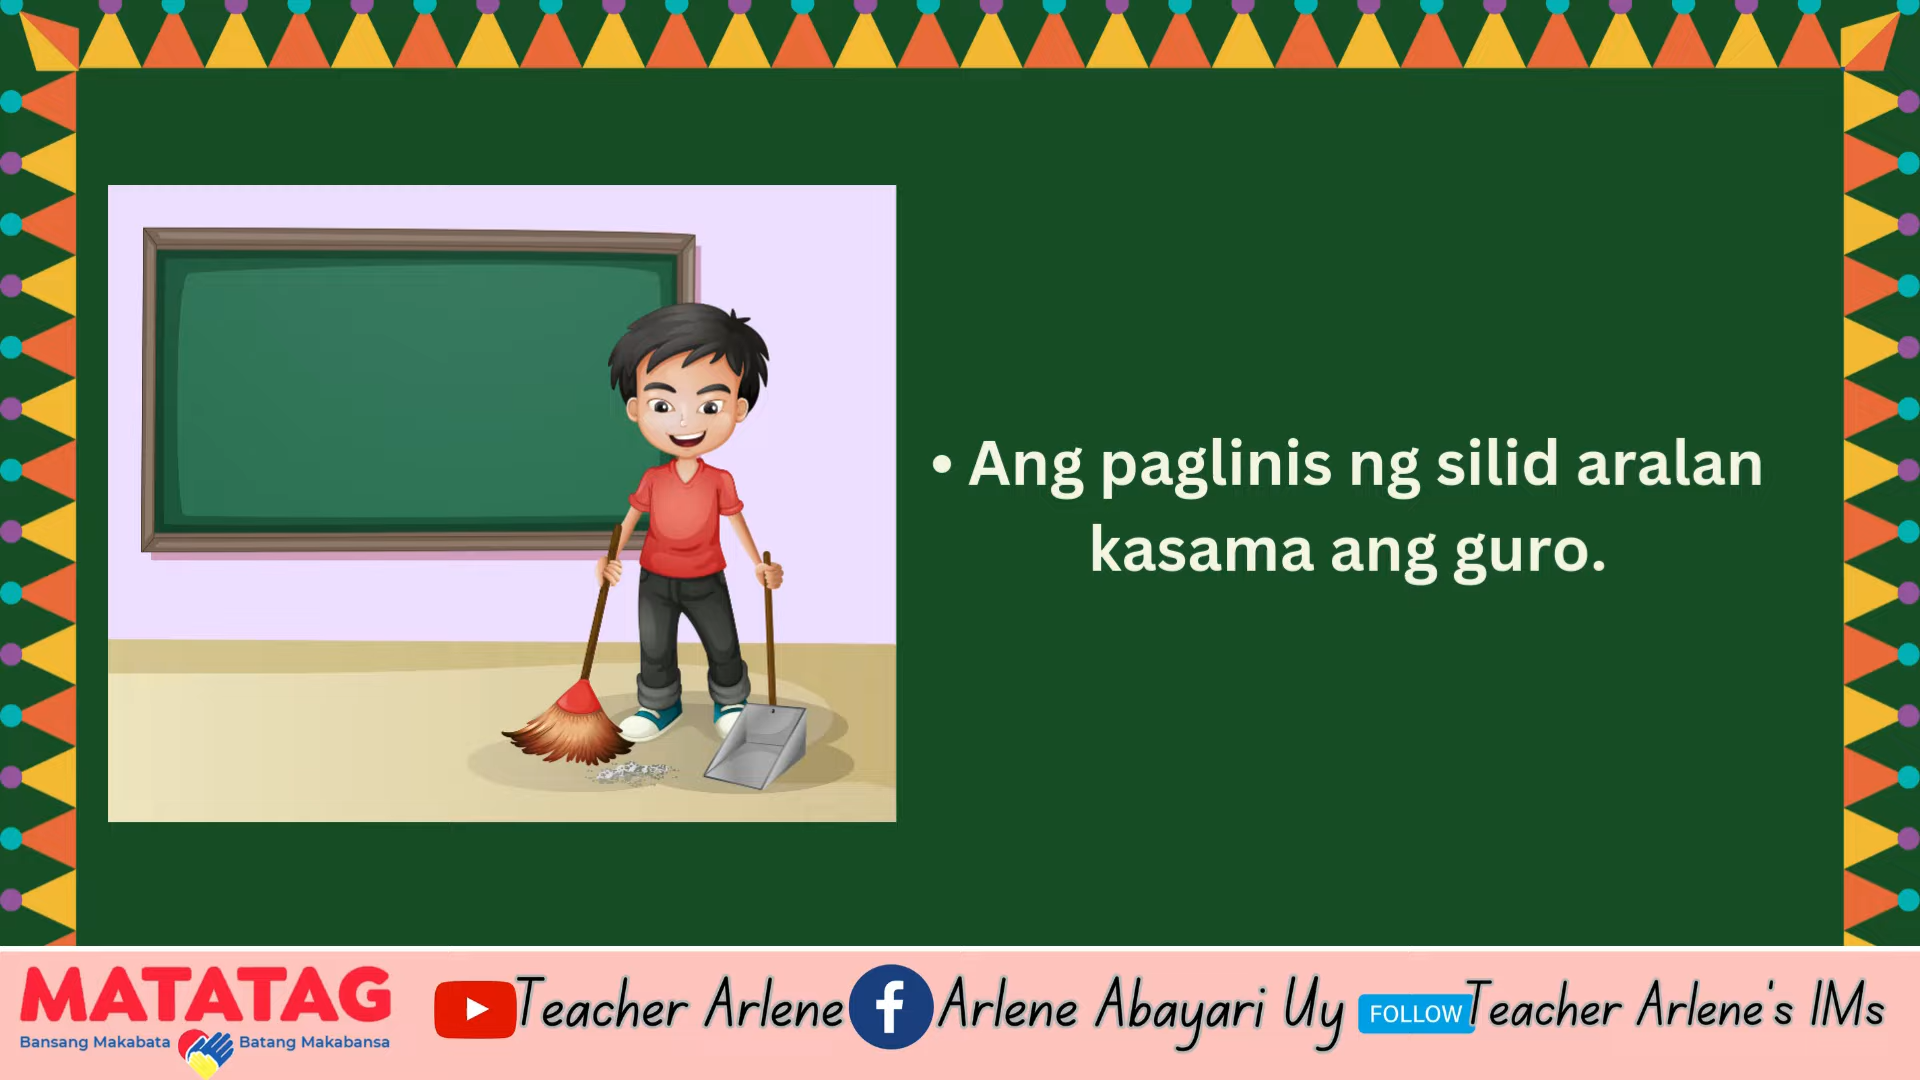 • Ang paglinis ng silid aralan
kasama ang guro.
MATATAG
Bansang Makabata Batang Makabansa
Teacher Arlene
Arlene Abayari Uy
FOLLOW
Teacher Arlene's IMs